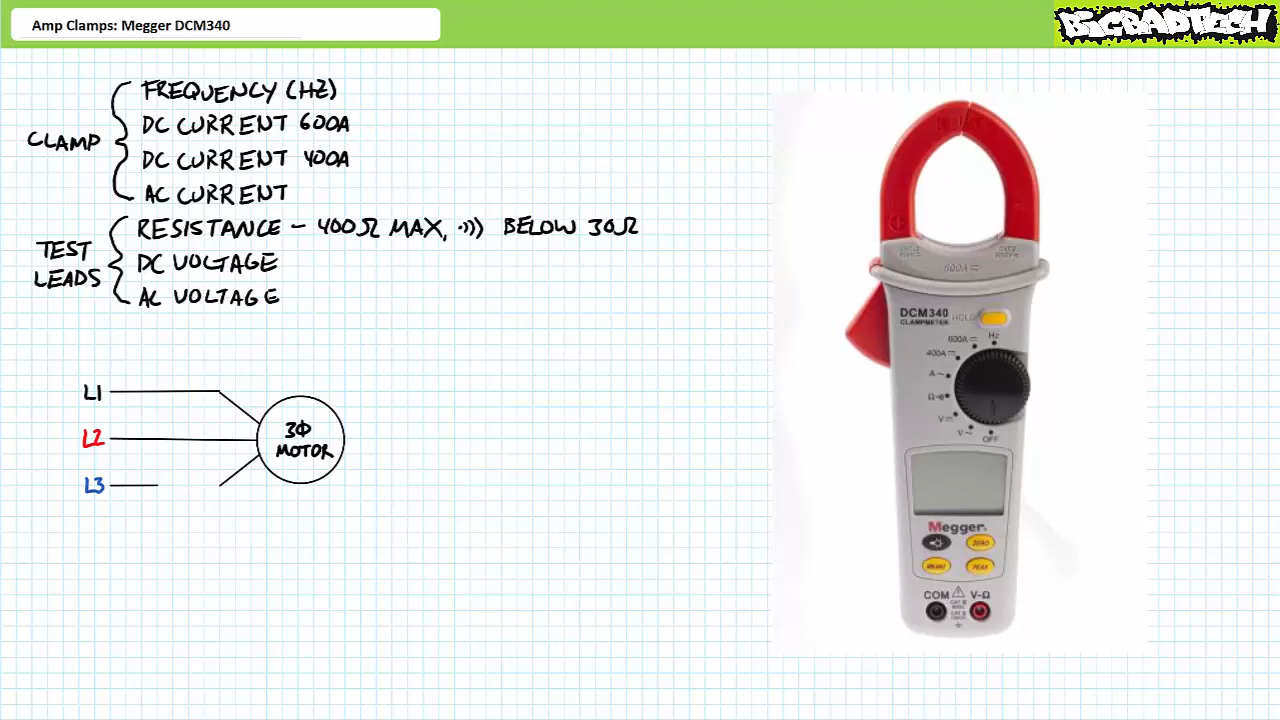 Amp Clamps: Megger DCM340
BIGBADTECH
CLAMP
FREQUENCY (HZ)
DC CURRENT 600A
DC CURRENT 400A
AC CURRENT
TEST
LEADS
RESISTANCE - 400Ω MAX, •))) BELOW 30Ω
DC VOLTAGE
AC VOLTAGE
L1
L2
L3
3Φ
MOTOR
600A
DCM340
CLAMPMETER
HOLD
Hz
600A
400A
A~
Ω
V
V~
OFF
Megger
ZERO
PEAK
COM
V-Ω